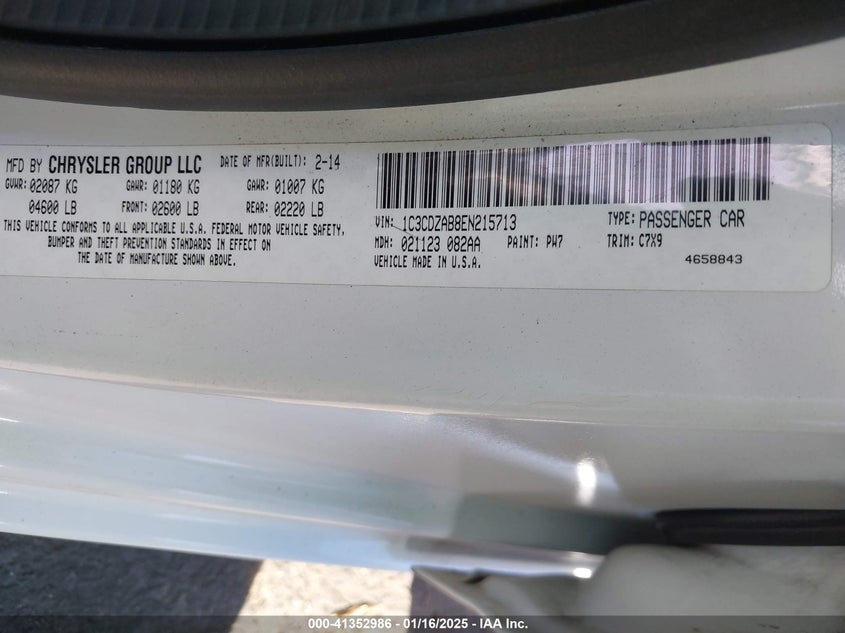 MFD BY CHRYSLER GROUP LLC DATE OF MFR(BUILT): 2-14
GVWR: 02087 KG GAWR: 01180 KG GAWR: 01007 KG
04600 LB FRONT: 02600 LB REAR: 02220 LB
THIS VEHICLE CONFORMS TO ALL APPLICABLE U.S.A. FEDERAL MOTOR VEHICLE SAFETY,
BUMPER AND THEFT PREVENTION STANDARDS IN EFFECT ON
THE DATE OF MANUFACTURE SHOWN ABOVE.
VIN: 1C3CDZAB8EN215713 TYPE: PASSENGER CAR
MDH: 021123 082AA PAINT: PW7 TRIM: C7X9
VEHICLE MADE IN U.S.A. 4658843
000-41352986 - 01/16/2025 - IAA Inc.